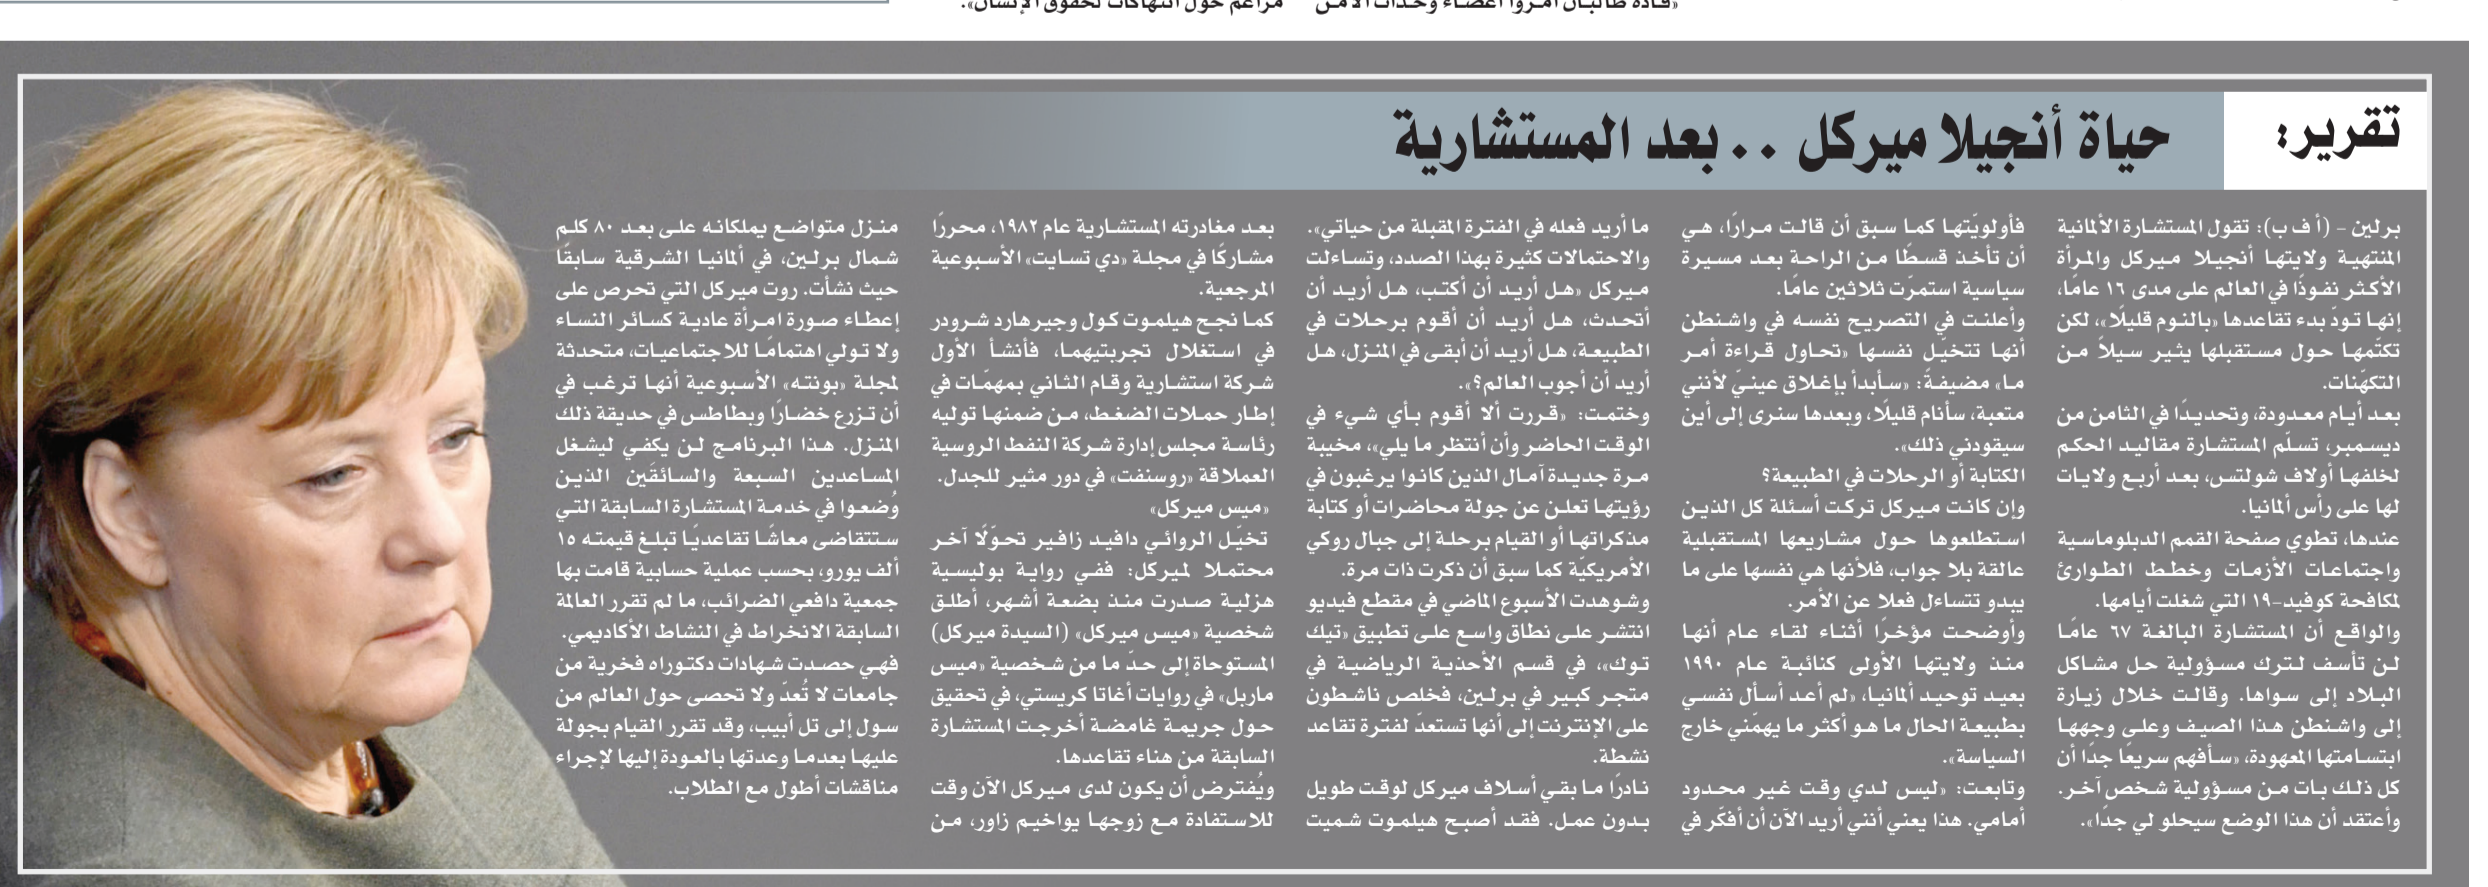 مزاعم حول انتهاكات لحقوق الإنسان».
تقرير:
حياة أنجيلا ميركل .. بعد المستشارية
برلين - (أ ف ب): تقول المستشارة الألمانية
المنتهية ولايتها أنجيلا ميركل والمرأة
الأكثر نفوذًا في العالم على مدى ١٦ عامًا،
إنها تودّ بدء تقاعدها «بالنوم قليلًا»، لكن
تكتّمها حول مستقبلها يثير سيلاً من
التكهّنات.
بعد أيام معدودة، وتحديدًا في الثامن من
ديسمبر، تسلّم المستشارة مقاليد الحكم
لخلفها أولاف شولتس، بعد أربع ولايات
لها على رأس ألمانيا.
عندها، تطوي صفحة القمم الدبلوماسية
واجتماعات الأزمات وخطط الطوارئ
لمكافحة كوفيد-١٩ التي شغلت أيامها.
والواقع أن المستشارة البالغة ٦٧ عامًا
لن تأسف لترك مسؤولية حل مشاكل
البلاد إلى سواها. وقالت خلال زيارة
إلى واشنطن هذا الصيف وعلى وجهها
ابتسامتها المعهودة، «سأفهم سريعًا جدًا أن
كل ذلك بات من مسؤولية شخص آخر.
وأعتقد أن هذا الوضع سيحلو لي جدًا».
فأولويّتها كما سبق أن قالت مرارًا، هي
أن تأخذ قسطًا من الراحة بعد مسيرة
سياسية استمرّت ثلاثين عامًا.
وأعلنت في التصريح نفسه في واشنطن
أنها تتخيّل نفسها «تحاول قراءة أمر
ما» مضيفةً: «سأبدأ بإغلاق عينيّ لأنني
متعبة، سأنام قليلًا، وبعدها سنرى إلى أين
سيقودني ذلك».
الكتابة أو الرحلات في الطبيعة؟
وإن كانت ميركل تركت أسئلة كل الذين
استطلعوها حول مشاريعها المستقبلية
عالقة بلا جواب، فلأنها هي نفسها على ما
يبدو تتساءل فعلا عن الأمر.
وأوضحت مؤخرًا أثناء لقاء عام أنها
منذ ولايتها الأولى كنائبة عام ١٩٩٠
بعيد توحيد ألمانيا، «لم أعد أسأل نفسي
بطبيعة الحال ما هو أكثر ما يهمّني خارج
السياسة».
وتابعت: «ليس لدي وقت غير محدود
أمامي. هذا يعني أنني أريد الآن أن أفكّر في
ما أريد فعله في الفترة المقبلة من حياتي».
والاحتمالات كثيرة بهذا الصدد، وتساءلت
ميركل «هل أريد أن أكتب، هل أريد أن
أتحدث، هل أريد أن أقوم برحلات في
الطبيعة، هل أريد أن أبقى في المنزل، هل
أريد أن أجوب العالم؟».
وختمت: «قررت ألا أقوم بأي شيء في
الوقت الحاضر وأن أنتظر ما يلي»، مخيبة
مرة جديدة آمال الذين كانوا يرغبون في
رؤيتها تعلن عن جولة محاضرات أو كتابة
مذكراتها أو القيام برحلة إلى جبال روكي
الأمريكيّة كما سبق أن ذكرت ذات مرة.
وشوهدت الأسبوع الماضي في مقطع فيديو
انتشر على نطاق واسع على تطبيق «تيك
توك»، في قسم الأحذية الرياضية في
متجر كبير في برلين، فخلص ناشطون
على الإنترنت إلى أنها تستعدّ لفترة تقاعد
نشطة.
نادرًا ما بقي أسلاف ميركل لوقت طويل
بدون عمل. فقد أصبح هيلموت شميت
بعد مغادرته المستشارية عام ١٩٨٢، محررًا
مشاركًا في مجلة «دي تسايت» الأسبوعية
المرجعية.
كما نجح هيلموت كول وجيرهارد شرودر
في استغلال تجربتيهما، فأنشأ الأول
شركة استشارية وقام الثاني بمهمّات في
إطار حملات الضغط، من ضمنها توليه
رئاسة مجلس إدارة شركة النفط الروسية
العملاقة «روسنفت» في دور مثير للجدل.
«ميس ميركل»
تخيّل الروائي دافيد زافير تحوّلًا آخر
محتملا لميركل: ففي رواية بوليسية
هزلية صدرت منذ بضعة أشهر، أطلق
شخصية «ميس ميركل» (السيدة ميركل)
المستوحاة إلى حدّ ما من شخصية «ميس
ماربل» في روايات أغاتا كريستي، في تحقيق
حول جريمة غامضة أخرجت المستشارة
السابقة من هناء تقاعدها.
ويُفترض أن يكون لدى ميركل الآن وقت
للاستفادة مع زوجها يواخيم زاور، من
منزل متواضع يملكانه على بعد ٨٠ كلم
شمال برلين، في ألمانيا الشرقية سابقًا
حيث نشأت. روت ميركل التي تحرص على
إعطاء صورة امرأة عادية كسائر النساء
ولا تولي اهتمامًا للاجتماعيات، متحدثة
لمجلة «بونته» الأسبوعية أنها ترغب في
أن تزرع خضارًا وبطاطس في حديقة ذلك
المنزل. هذا البرنامج لن يكفي ليشغل
المساعدين السبعة والسائقَين الذين
وُضعوا في خدمة المستشارة السابقة التي
ستتقاضى معاشًا تقاعديًا تبلغ قيمته ١٥
ألف يورو، بحسب عملية حسابية قامت بها
جمعية دافعي الضرائب، ما لم تقرر العالمة
السابقة الانخراط في النشاط الأكاديمي.
فهي حصدت شهادات دكتوراه فخرية من
جامعات لا تُعدّ ولا تحصى حول العالم من
سول إلى تل أبيب، وقد تقرر القيام بجولة
عليها بعدما وعدتها بالعودة إليها لإجراء
مناقشات أطول مع الطلاب.